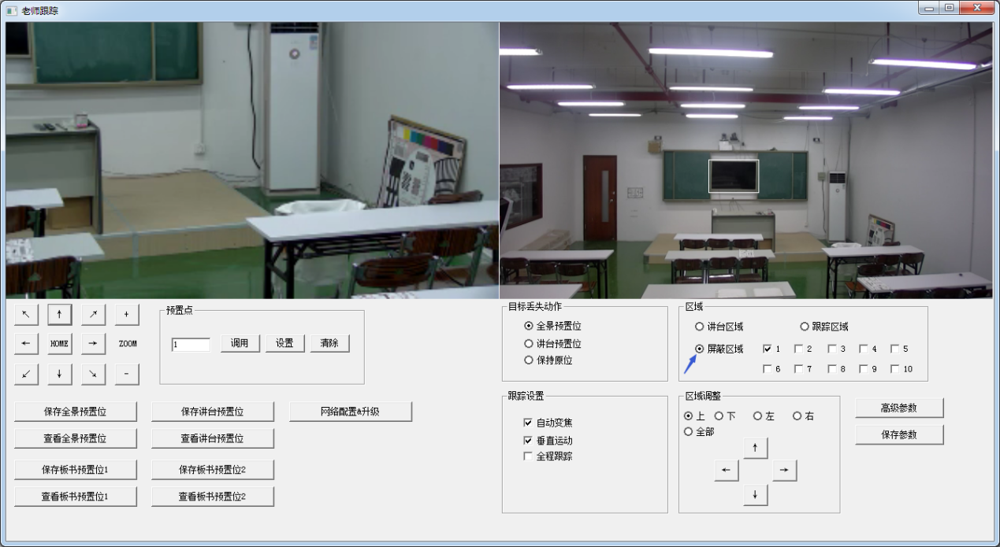 老师跟踪
预置点
1
调用
设置
清除
+
HOME
ZOOM
-
保存全景预置位
保存讲台预置位
网络配置&升级
查看全景预置位
查看讲台预置位
保存板书预置位1
保存板书预置位2
查看板书预置位1
查看板书预置位2
目标丢失动作
全景预置位
讲台预置位
保持原位
区域
讲台区域
跟踪区域
屏蔽区域
1 2 3 4 5
6 7 8 9 10
跟踪设置
自动变焦
垂直运动
全程跟踪
区域调整
上 下 左 右
全部
高级参数
保存参数